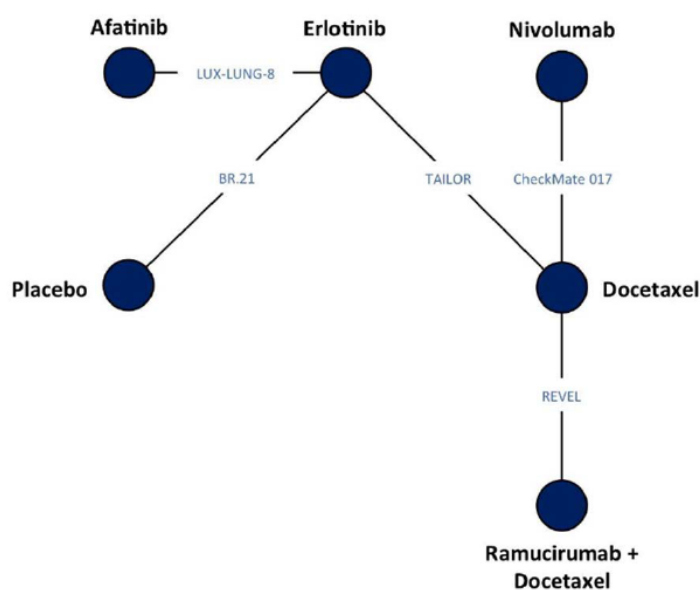 Afatinib
Erlotinib
Nivolumab
LUX-LUNG-8
BR.21
TAILOR
CheckMate 017
Placebo
Docetaxel
REVEL
Ramucirumab +
Docetaxel